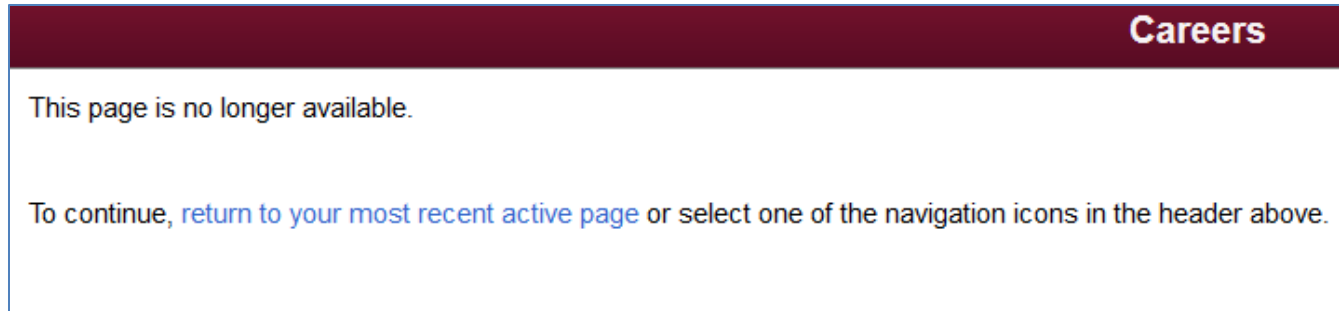 Careers
This page is no longer available.
To continue, return to your most recent active page or select one of the navigation icons in the header above.